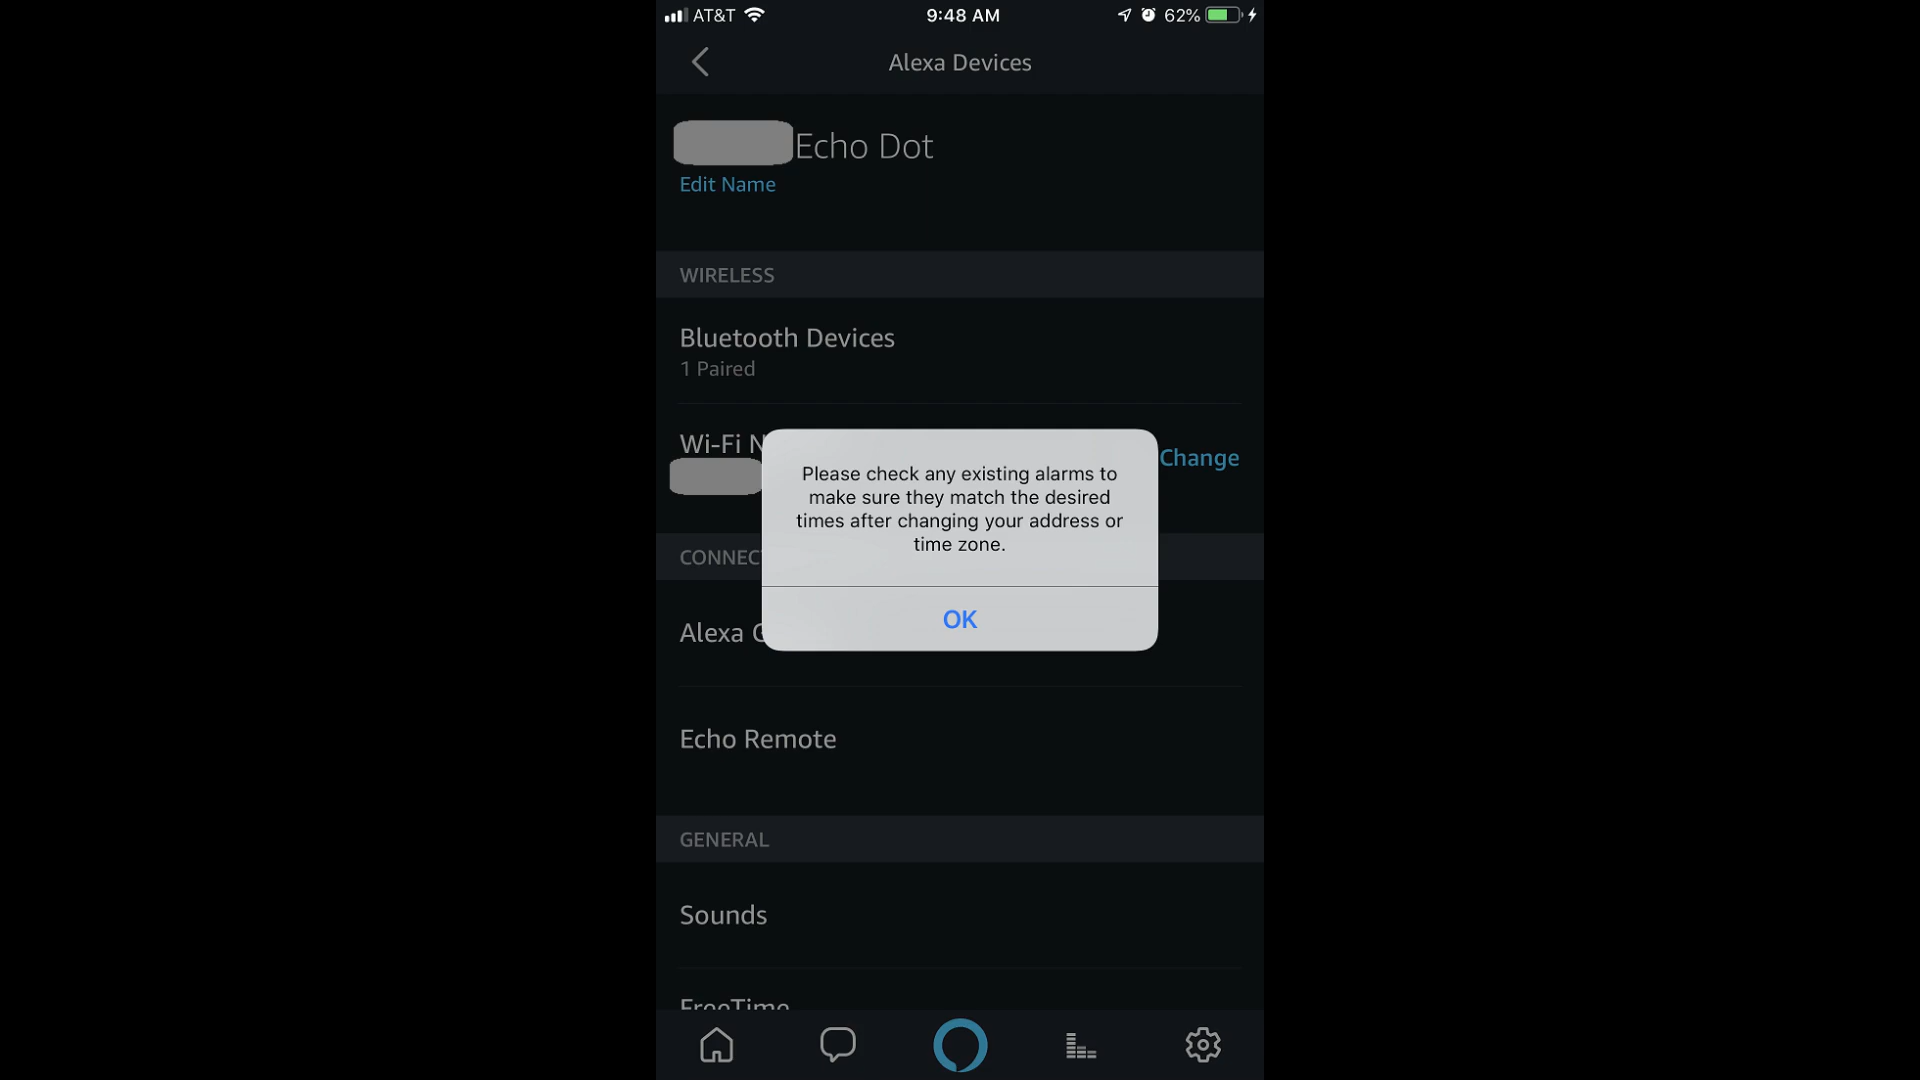 AT&T 9:48 AM 62%
Alexa Devices
Echo Dot
Edit Name
WIRELESS
Bluetooth Devices
1 Paired
Wi-Fi N
Change
Please check any existing alarms to
make sure they match the desired
times after changing your address or
time zone.
OK
CONNECT
Alexa G
Echo Remote
GENERAL
Sounds
FreeTime